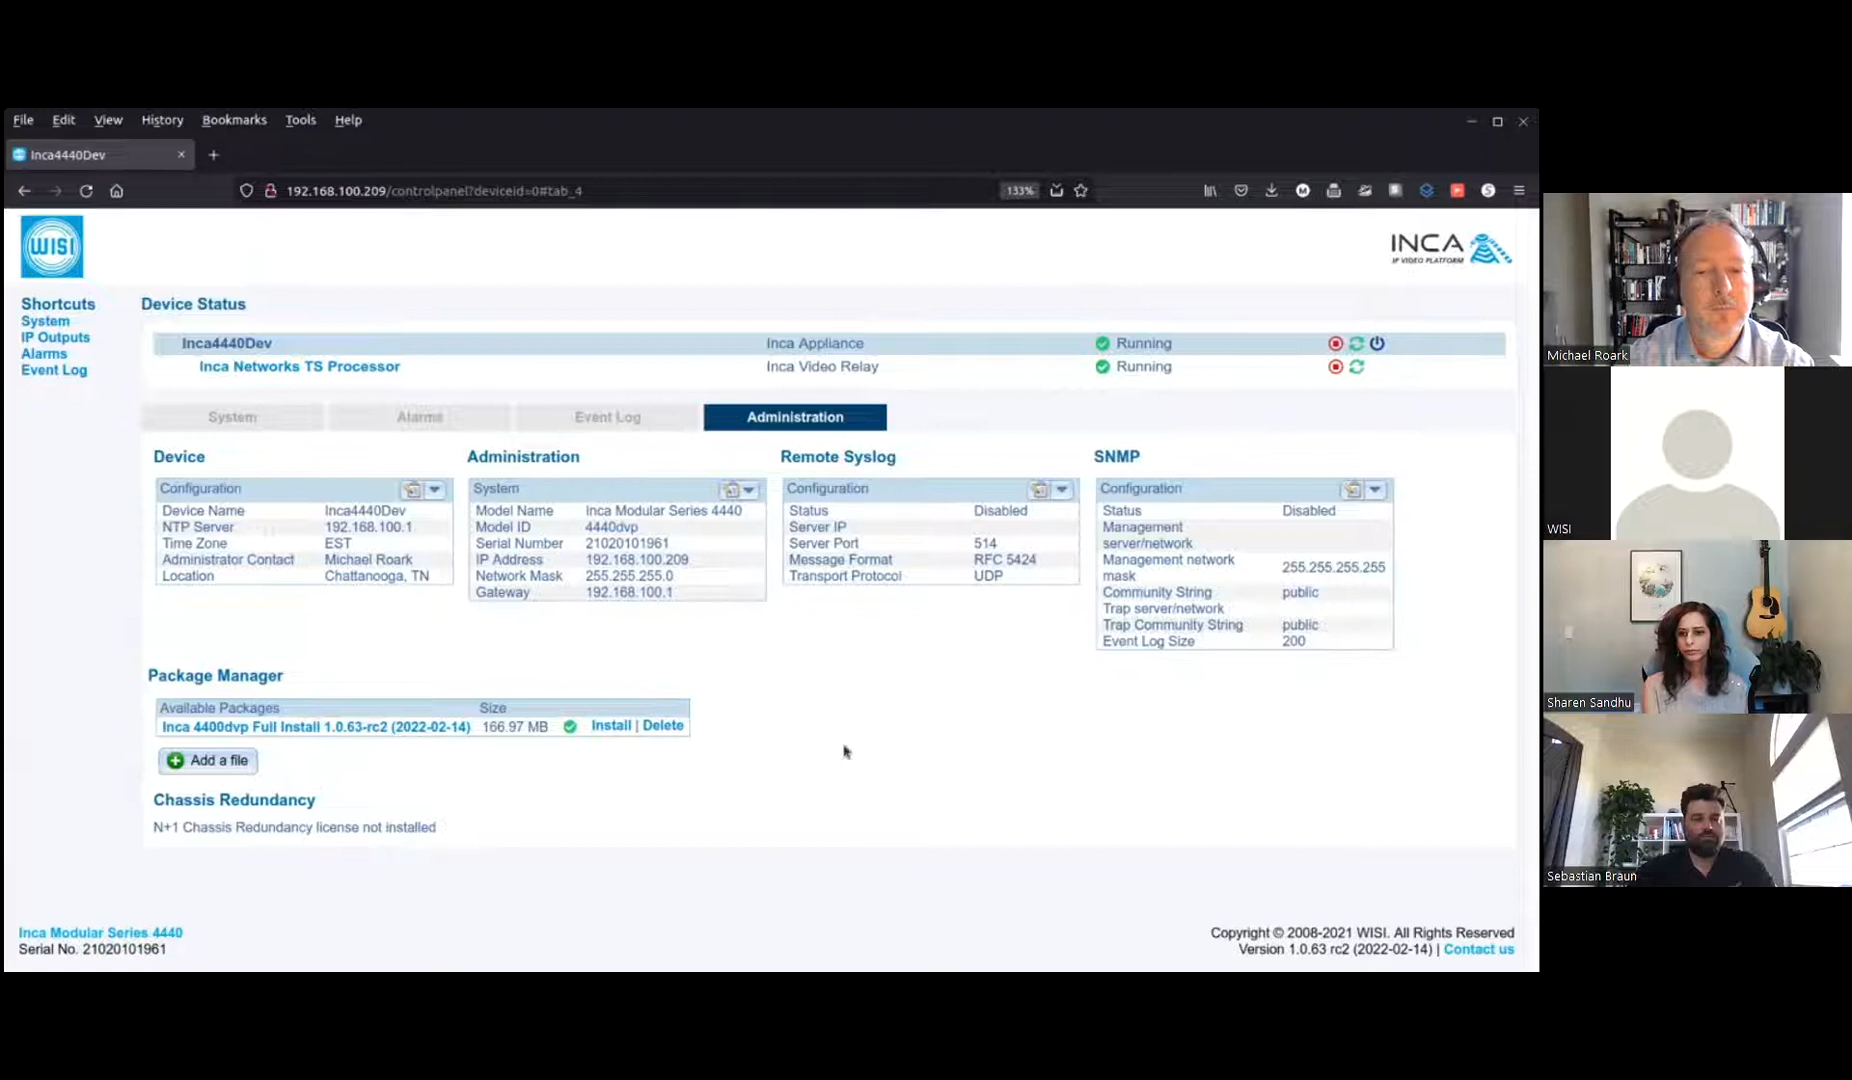 File Edit View History Bookmarks Tools Help
Inca4440Dev
192.168.100.209/controlpanel?deviceid=0#tab_4
133%
WISI
INCA
IP VIDEO PLATFORM
Shortcuts
System
IP Outputs
Alarms
Event Log
Device Status
Inca4440Dev Inca Appliance Running
Inca Networks TS Processor Inca Video Relay Running
System Alarms Event Log Administration
Device
Configuration
Device Name Inca4440Dev
NTP Server 192.168.100.1
Time Zone EST
Administrator Contact Michael Roark
Location Chattanooga, TN
Administration
System
Model Name Inca Modular Series 4440
Model ID 4440dvp
Serial Number 21020101961
IP Address 192.168.100.209
Network Mask 255.255.255.0
Gateway 192.168.100.1
Remote Syslog
Configuration
Status Disabled
Server IP
Server Port 514
Message Format RFC 5424
Transport Protocol UDP
SNMP
Configuration
Status Disabled
Management
server/network
Management network
mask 255.255.255.255
Community String public
Trap server/network
Trap Community String public
Event Log Size 200
Package Manager
Available Packages Size
Inca 4400dvp Full Install 1.0.63-rc2 (2022-02-14) 166.97 MB Install | Delete
Add a file
Chassis Redundancy
N+1 Chassis Redundancy license not installed
Inca Modular Series 4440
Serial No. 21020101961
Copyright © 2008-2021 WISI. All Rights Reserved
Version 1.0.63 rc2 (2022-02-14) | Contact us
Michael Roark
WISI
Sharen Sandhu
Sebastian Braun